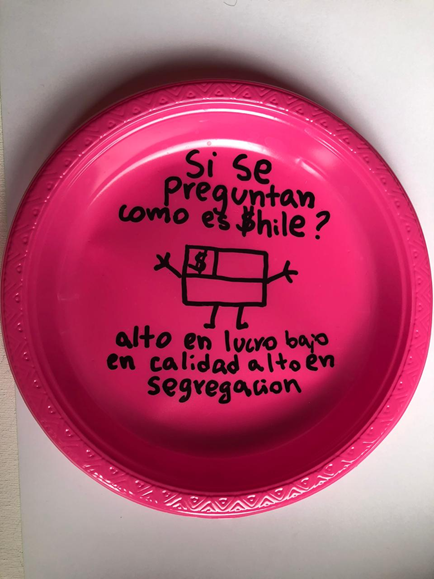 Si Se
preguntan
como es $hile?
$
alto en lucro bajo
en calidad alto en
segregacion